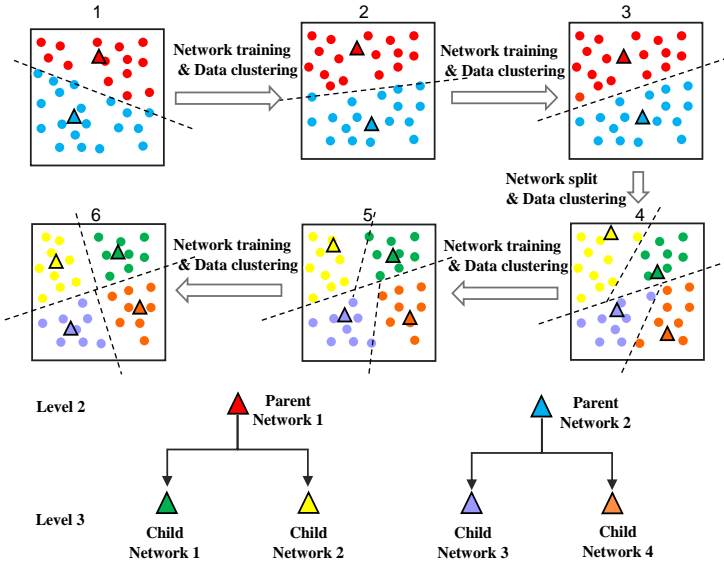 1
2
3
Network training
& Data clustering
Network training
& Data clustering
Network split
& Data clustering
6
5
4
Network training
& Data clustering
Network training
& Data clustering
Level 2
Parent
Network 1
Parent
Network 2
Level 3
Child
Network 1
Child
Network 2
Child
Network 3
Child
Network 4